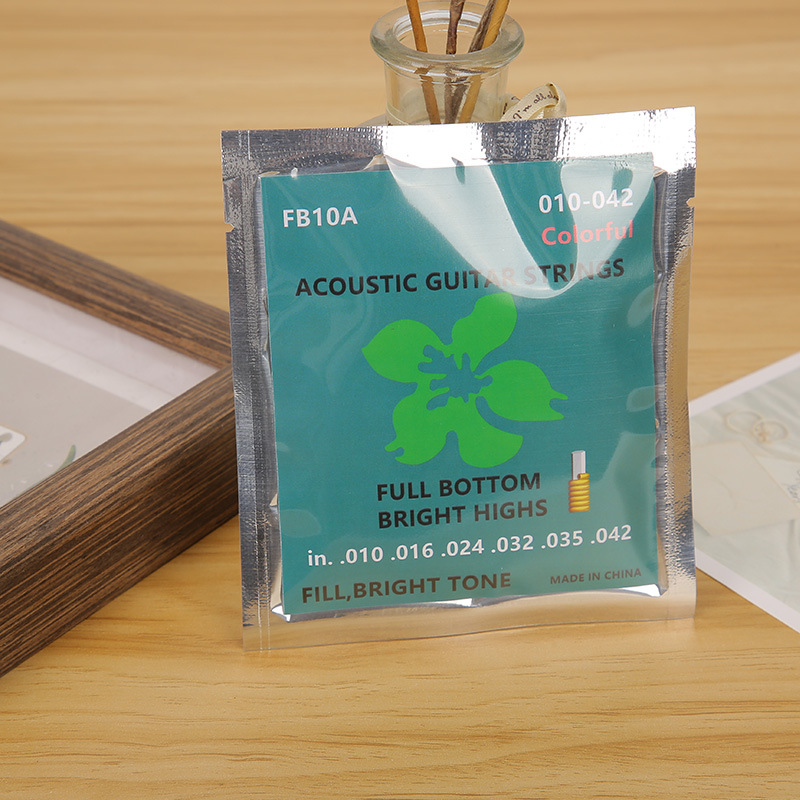 I'm all
FB10A
010-042
Colorful
ACOUSTIC GUITAR STRINGS
FULL BOTTOM
BRIGHT HIGHS
in. .010 .016 .024 .032 .035 .042
FILL,BRIGHT TONE
MADE IN CHINA